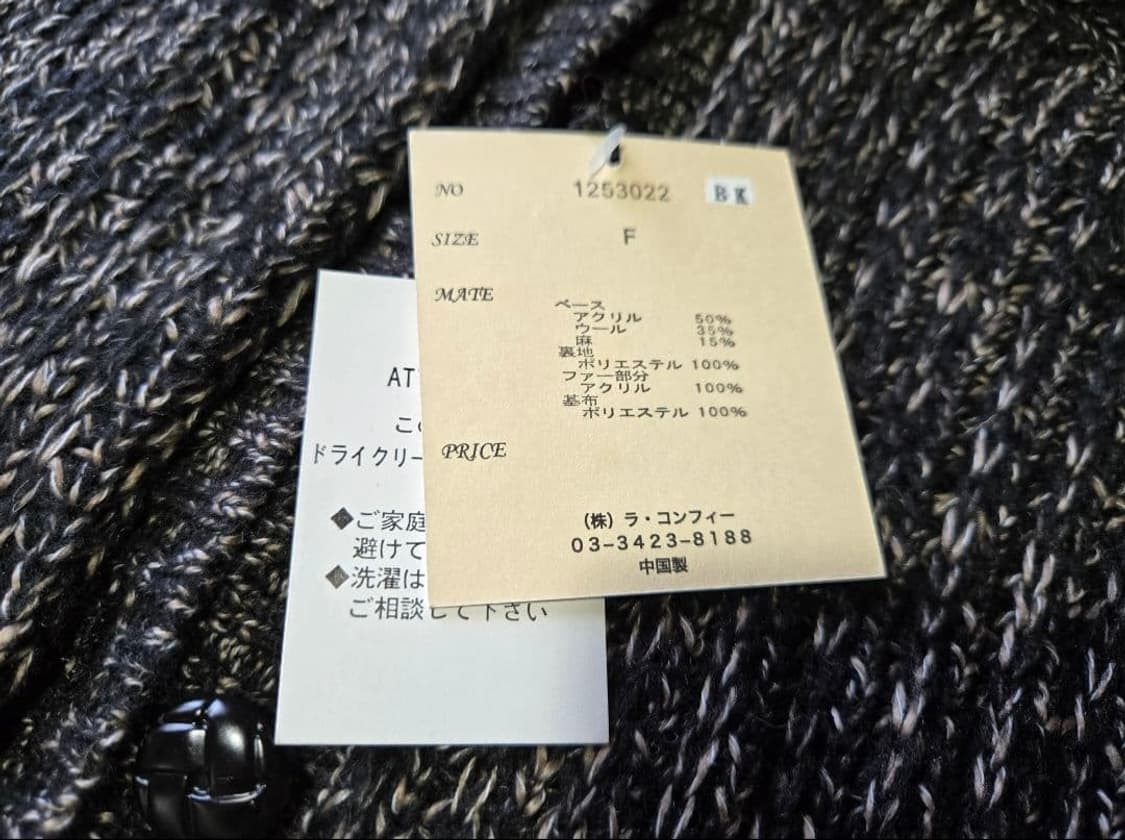 NO 1253022 BK
SIZE F
MATE
ベース
アクリル 50%
ウール 35%
麻 15%
裏地
ポリエステル 100%
ファー部分
アクリル 100%
基布
ポリエステル 100%
PRICE
(株) ラ・コンフィー
03-3423-8188
中国製
AT
この
ドライクリー
◆ご家庭
避けて
◆洗濯は
ご相談して下さい